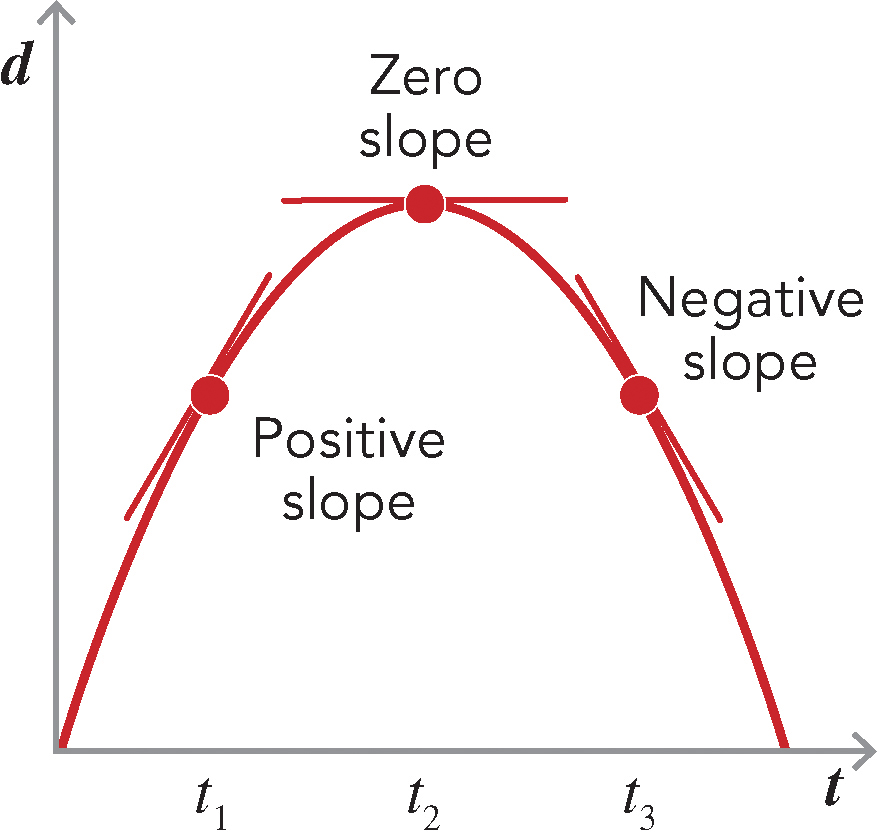 d
Zero
slope
Negative
slope
Positive
slope
t₁
t₂
t₃
t